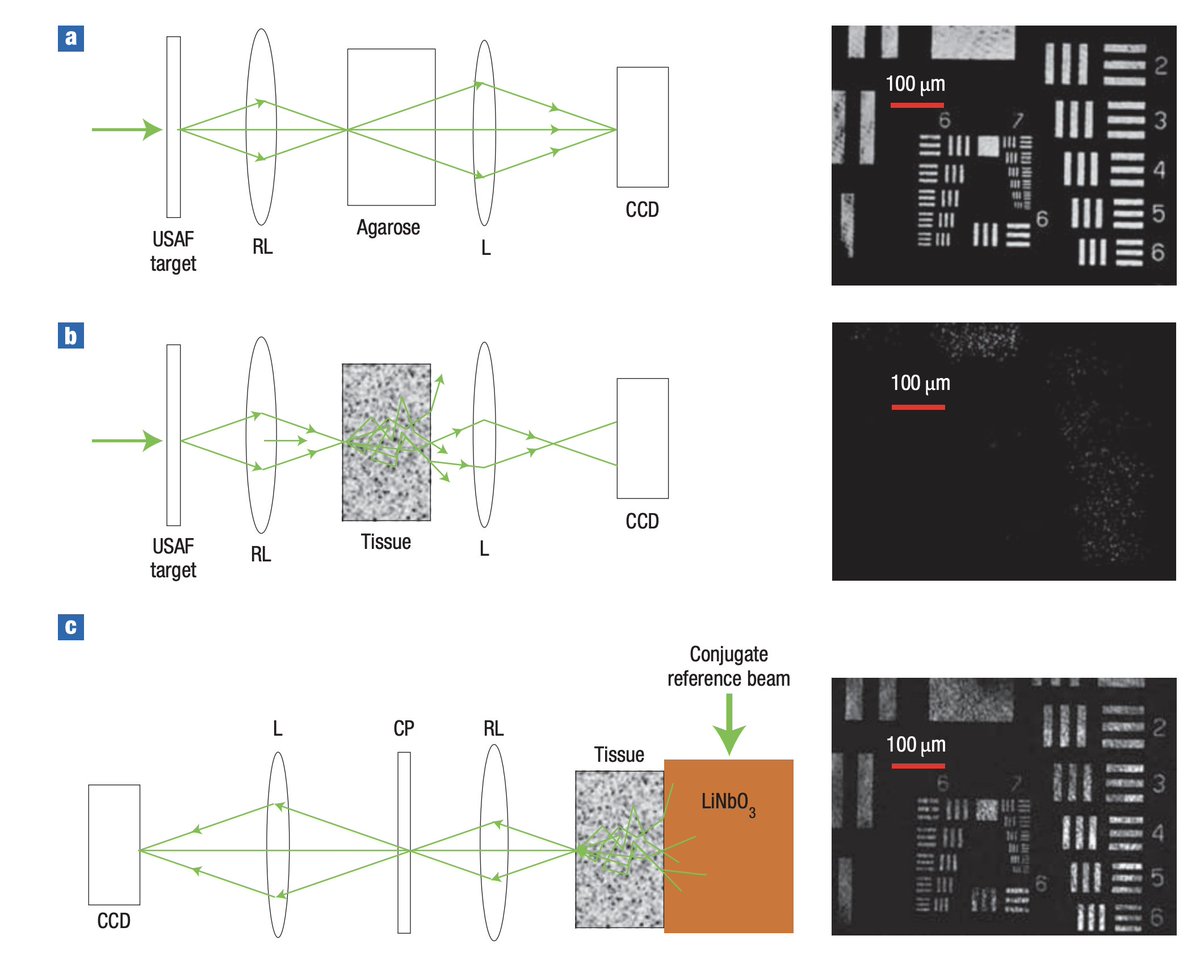 a
USAF
target
RL
Agarose
L
CCD
100 μm
6
7
2
3
4
5
6
6
b
USAF
target
RL
Tissue
L
CCD
100 μm
c
Conjugate
reference beam
L
CP
RL
Tissue
LiNbO3
CCD
100 μm
6
7
2
3
4
5
6
6